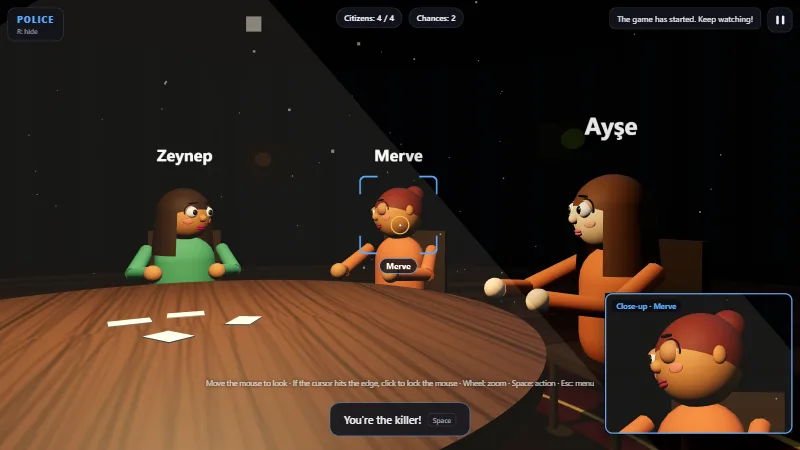 POLICE
R: hide
Citizens: 4 / 4
Chances: 2
The game has started. Keep watching!
Zeynep
Merve
Ayşe
Merve
Close-up · Merve
Move the mouse to look · If the cursor hits the edge, click to lock the mouse · Wheel: zoom · Space: action · Esc: menu
You're the killer! Space